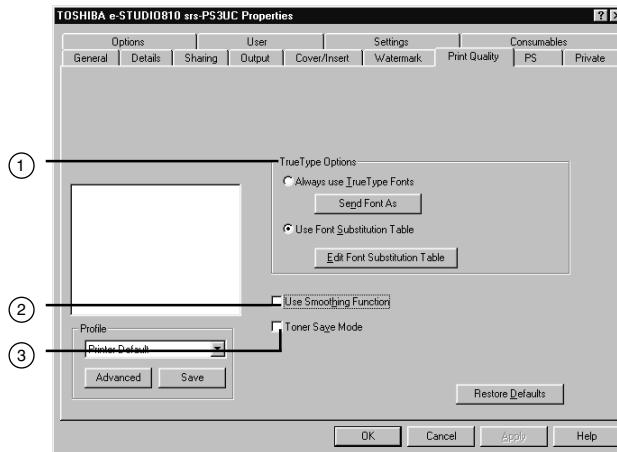 TOSHIBA e-STUDIO810 srs-PS3UC Properties
Options User Settings Consumables
General Details Sharing Output Cover/Insert Watermark Print Quality PS Private
1
TrueType Options
Always use TrueType Fonts
Send Font As
Use Font Substitution Table
Edit Font Substitution Table
2
Use Smoothing Function
Toner Save Mode
Profile
3
Printer Default
Advanced Save
Restore Defaults
OK Cancel Apply Help